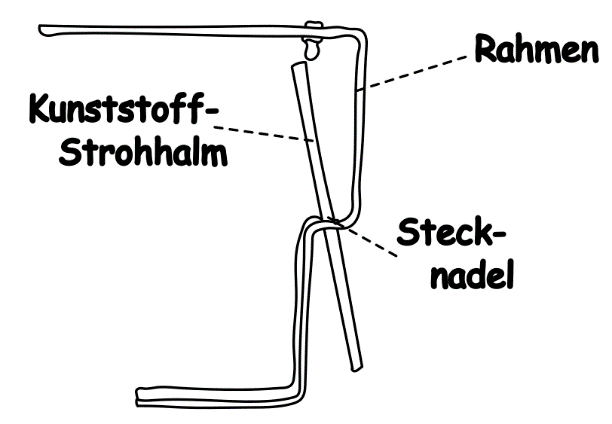 Rahmen
Kunststoff-
Strohhalm
Steck-
nadel